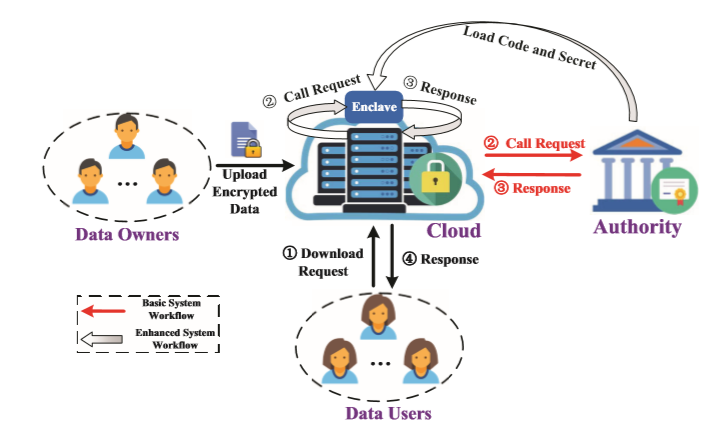 Load Code and Secret
② Call Request
③ Response
Enclave
② Call Request
③ Response
Upload
Encrypted
Data
Data Owners
Cloud
Authority
① Download
Request
④ Response
Basic System
Workflow
Enhanced System
Workflow
Data Users